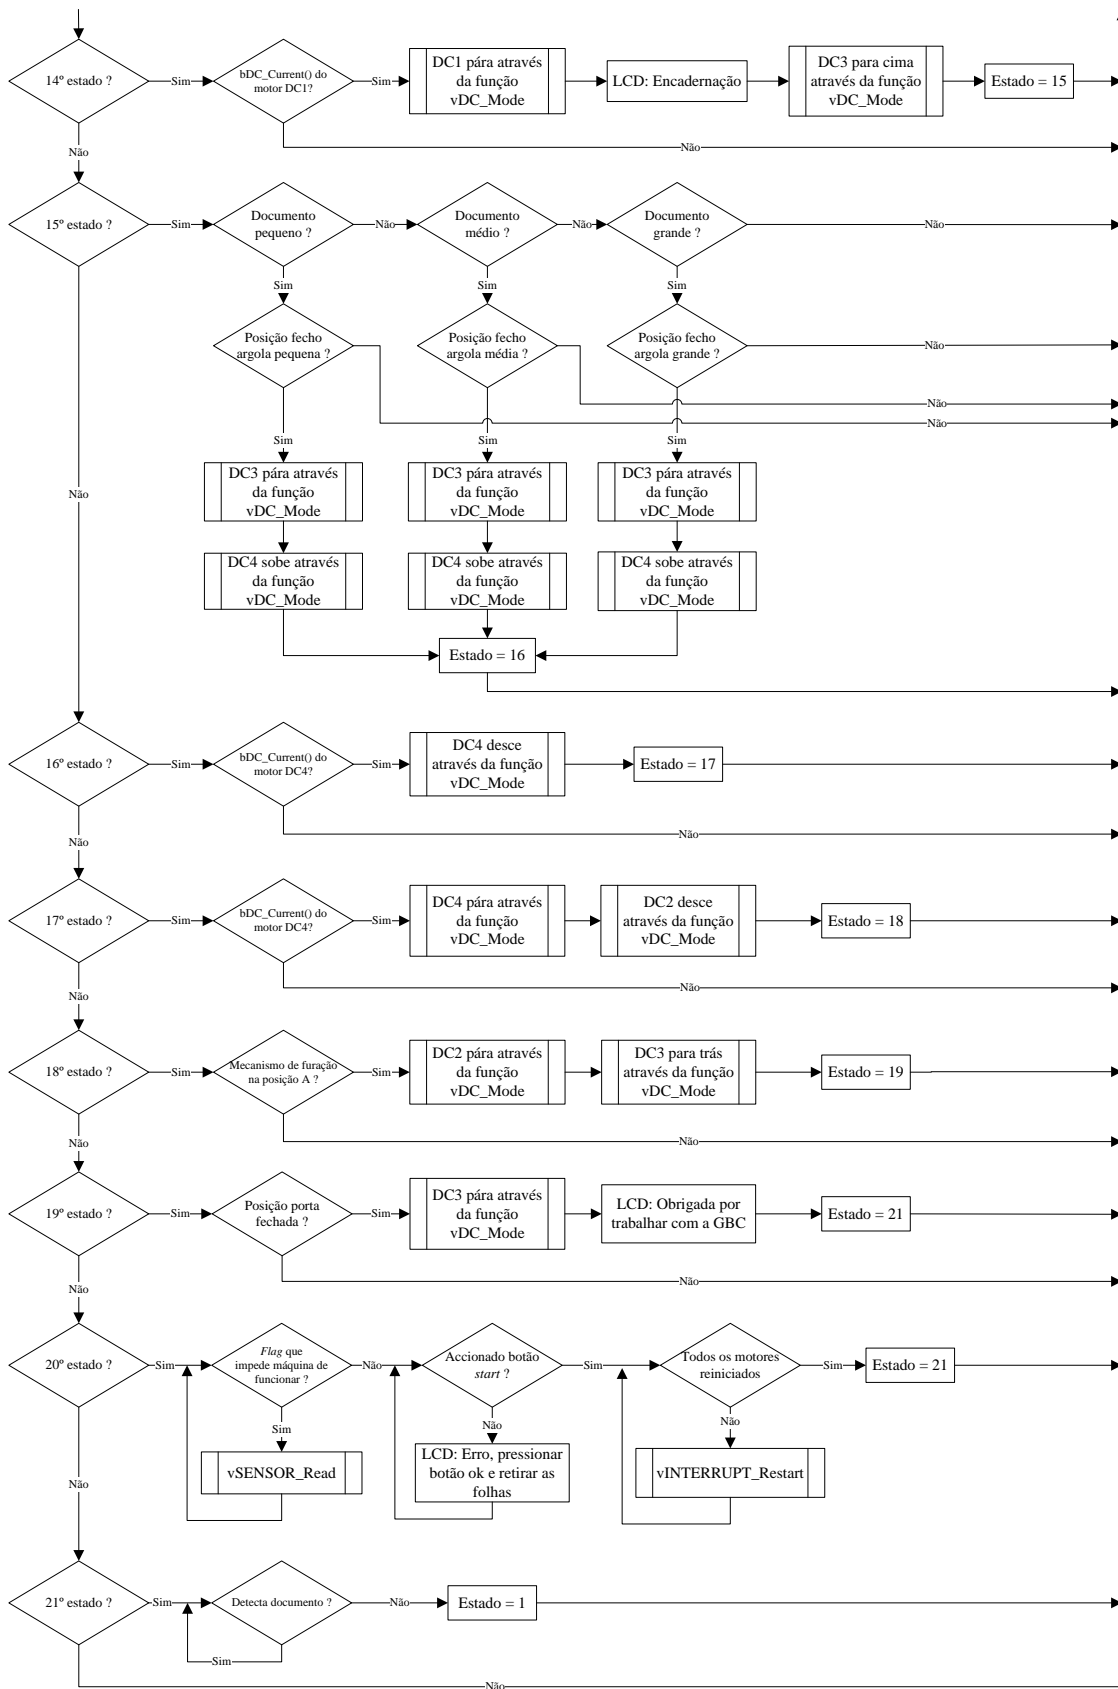 14º estado ?
Sim
bDC_Current() do
motor DC1?
Sim
DC1 pára através
da função
vDC_Mode
LCD: Encadernação
DC3 para cima
através da função
vDC_Mode
Estado = 15
Não
Não
15º estado ?
Sim
Documento
pequeno ?
Não
Documento
médio ?
Não
Documento
grande ?
Não
Sim
Sim
Sim
Posição fecho
argola pequena ?
Posição fecho
argola média ?
Posição fecho
argola grande ?
Não
Não
Não
Sim
Sim
Sim
Não
DC3 pára através
da função
vDC_Mode
DC3 pára através
da função
vDC_Mode
DC3 pára através
da função
vDC_Mode
DC4 sobe através
da função
vDC_Mode
DC4 sobe através
da função
vDC_Mode
DC4 sobe através
da função
vDC_Mode
Estado = 16
16º estado ?
Sim
bDC_Current() do
motor DC4?
Sim
DC4 desce
através da função
vDC_Mode
Estado = 17
Não
Não
17º estado ?
Sim
bDC_Current() do
motor DC4?
Sim
DC4 pára através
da função
vDC_Mode
DC2 desce
através da função
vDC_Mode
Estado = 18
Não
Não
18º estado ?
Sim
Mecanismo de furação
na posição A ?
Sim
DC2 pára através
da função
vDC_Mode
DC3 para trás
através da função
vDC_Mode
Estado = 19
Não
Não
19º estado ?
Sim
Posição porta
fechada ?
Sim
DC3 pára através
da função
vDC_Mode
LCD: Obrigada por
trabalhar com a GBC
Estado = 21
Não
Não
20º estado ?
Sim
Flag que
impede máquina de
funcionar ?
Não
Accionado botão
start ?
Sim
Todos os motores
reiniciados
Sim
Estado = 21
Sim
Não
Não
vSENSOR_Read
LCD: Erro, pressionar
botão ok e retirar as
folhas
vINTERRUPT_Restart
Não
21º estado ?
Sim
Detecta documento ?
Não
Estado = 1
Sim
Não